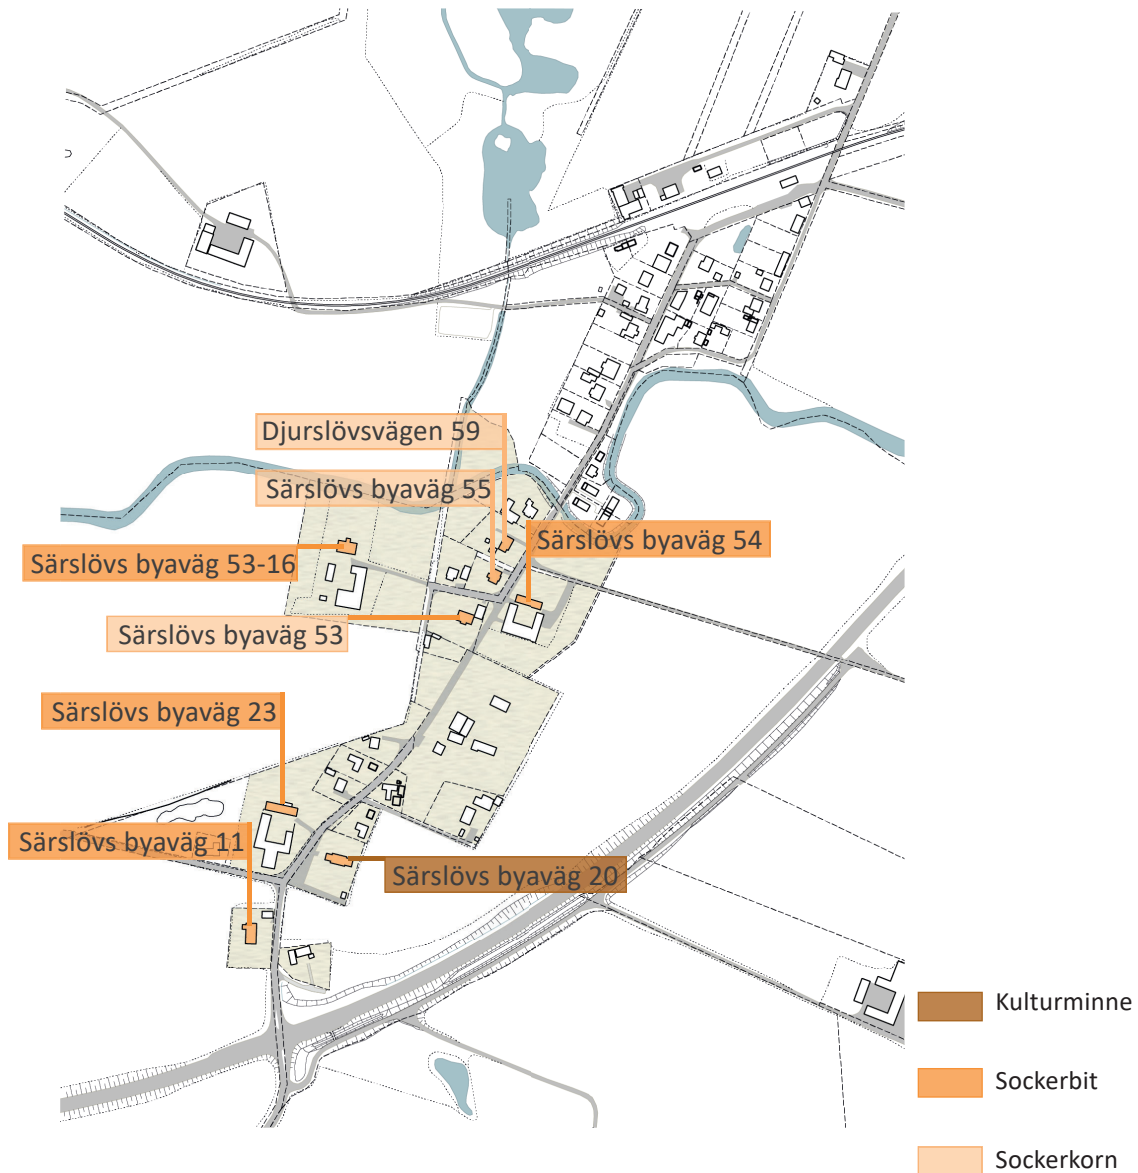 Djurslövsvägen 59
Särslövs byaväg 55
Särslövs byaväg 54
Särslövs byaväg 53-16
Särslövs byaväg 53
Särslövs byaväg 23
Särslövs byaväg 11
Särslövs byaväg 20
Kulturminne
Sockerbit
Sockerkorn